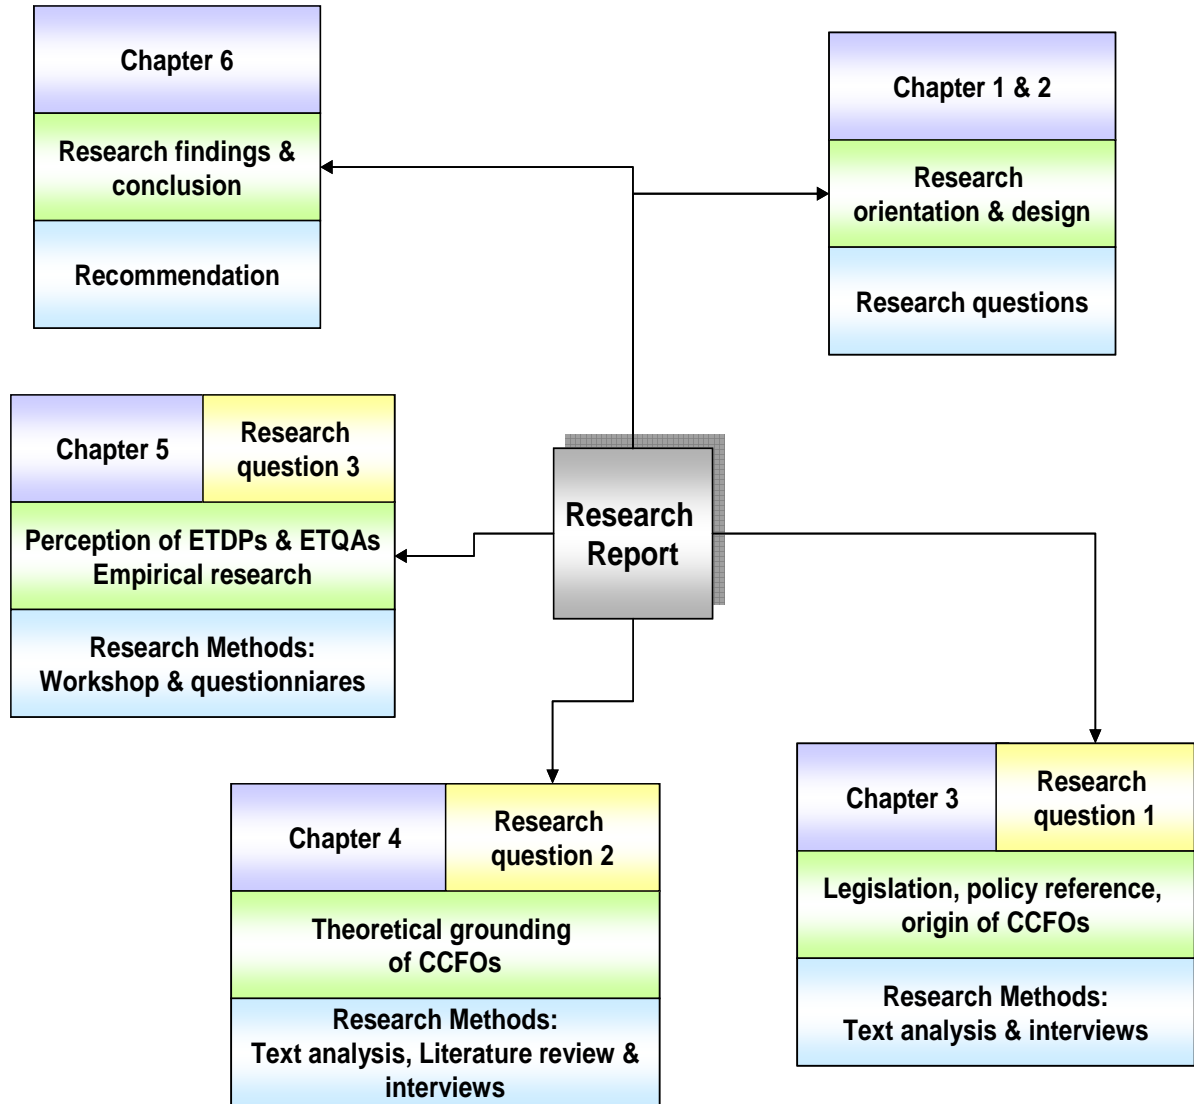 Chapter 6
Research findings &
conclusion
Recommendation
Chapter 1 & 2
Research
orientation & design
Research questions
Chapter 5
Research
question 3
Perception of ETDPs & ETQAs
Empirical research
Research Methods:
Workshop & questionniares
Research
Report
Chapter 4
Research
question 2
Theoretical grounding
of CCFOs
Research Methods:
Text analysis, Literature review &
interviews
Chapter 3
Research
question 1
Legislation, policy reference,
origin of CCFOs
Research Methods:
Text analysis & interviews